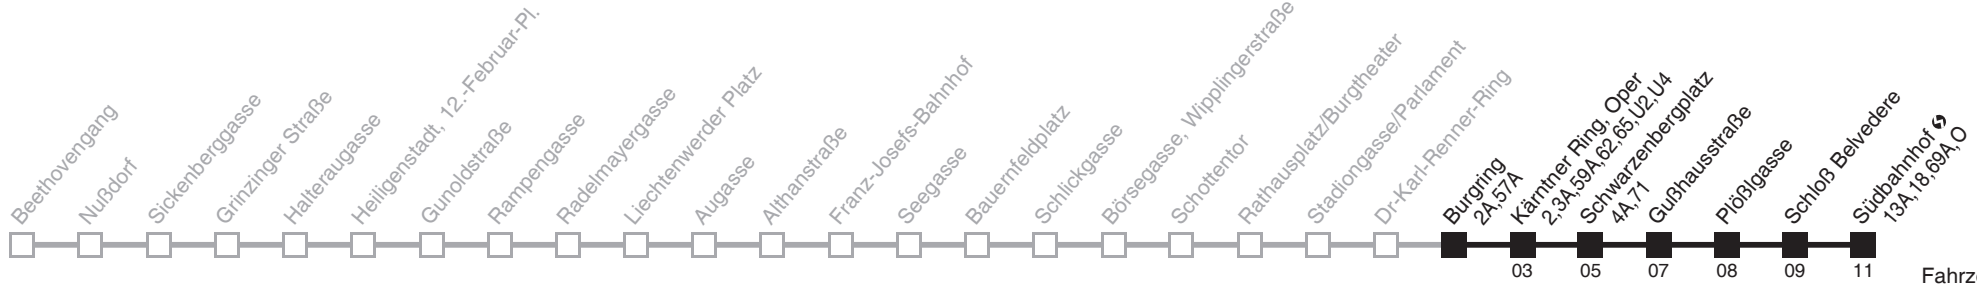 Beethovengang
Nußdorf
Sickenberggasse
Grinzinger Straße
Halteraugasse
Heiligenstadt, 12.-Februar-Pl.
Gunoldstraße
Rampengasse
Radelmayergasse
Liechtenwerder Platz
Augasse
Althanstraße
Franz-Josefs-Bahnhof
Seegasse
Bauernfeldplatz
Schlickgasse
Börsegasse, Wipplingerstraße
Schottentor
Rathausplatz/Burgtheater
Stadiongasse/Parlament
Dr-Karl-Renner-Ring
Burgring
2A,57A
Kärntner Ring, Oper
2,3A,59A,62,65,U2,U4
Schwarzenbergplatz
4A,71
Gußhausstraße
Plößlgasse
Schloß Belvedere
Südbahnhof
13A,18,69A,O
03 05 07 08 09 11
Fahrz